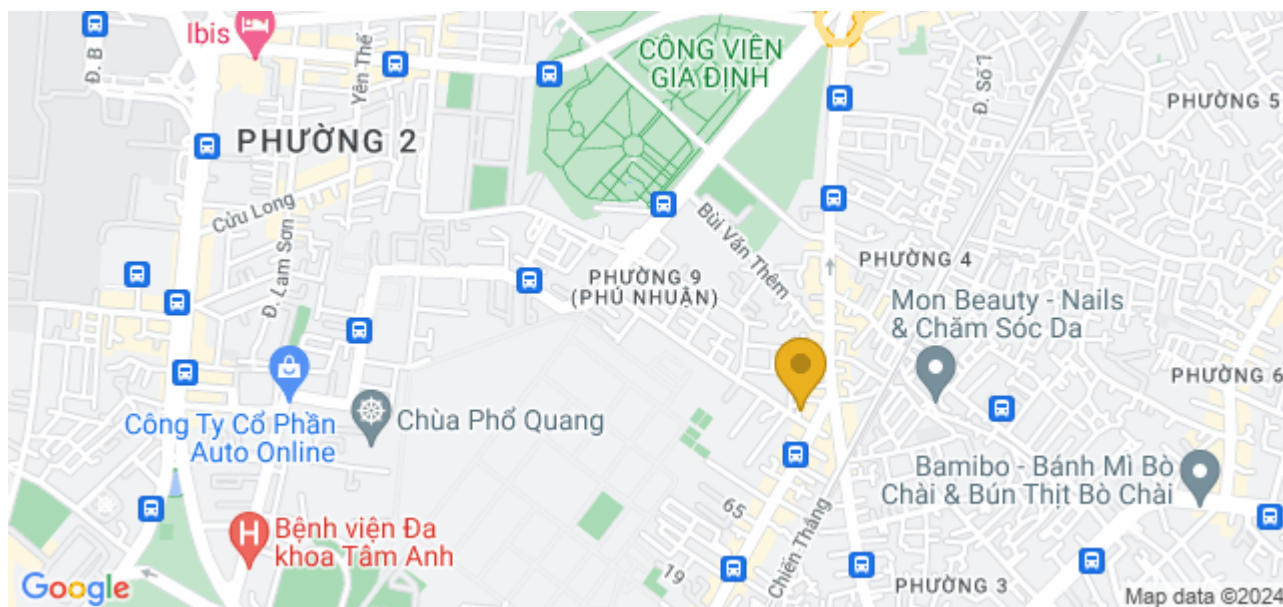 Ibis
Đ. B
Yên Thế
CÔNG VIÊN
GIA ĐỊNH
Đ. Số 1
PHƯỜNG 5
PHƯỜNG 2
Cửu Long
Đ. Lam Sơn
Bùi Văn Thêm
PHƯỜNG 9
(PHÚ NHUẬN)
PHƯỜNG 4
Mon Beauty - Nails
& Chăm Sóc Da
PHƯỜNG 6
Công Ty Cổ Phần
Auto Online
Chùa Phổ Quang
Bamibo - Bánh Mì Bò
Chài & Bún Thịt Bò Chài
65
Chiến Thắng
H
Bệnh viện Đa
khoa Tâm Anh
19
PHƯỜNG 3
Google
Map data ©2024